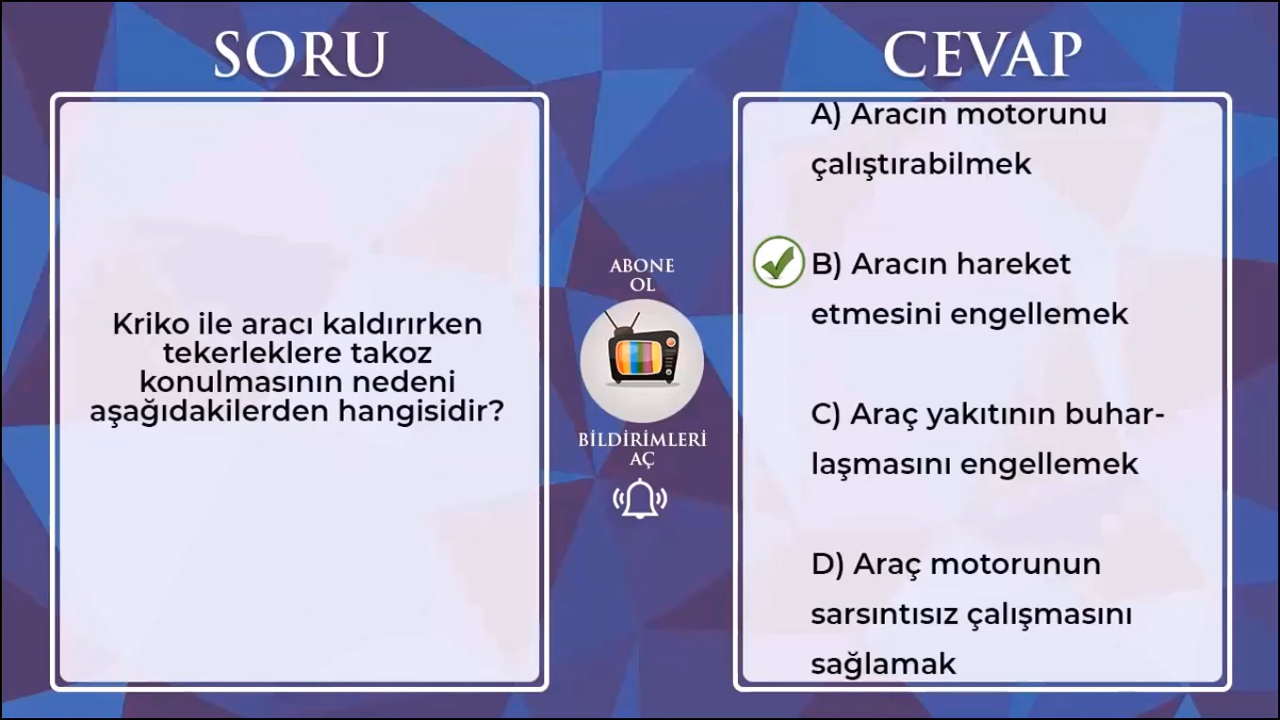 SORU
Kriko ile aracı kaldırırken
tekerleklere takoz
konulmasının nedeni
aşağıdakilerden hangisidir?
ABONE
OL
BİLDİRİMLERİ
AÇ
CEVAP
A) Aracın motorunu
çalıştırabilmek
B) Aracın hareket
etmesini engellemek
C) Araç yakıtının buhar-
laşmasını engellemek
D) Araç motorunun
sarsıntısız çalışmasını
sağlamak